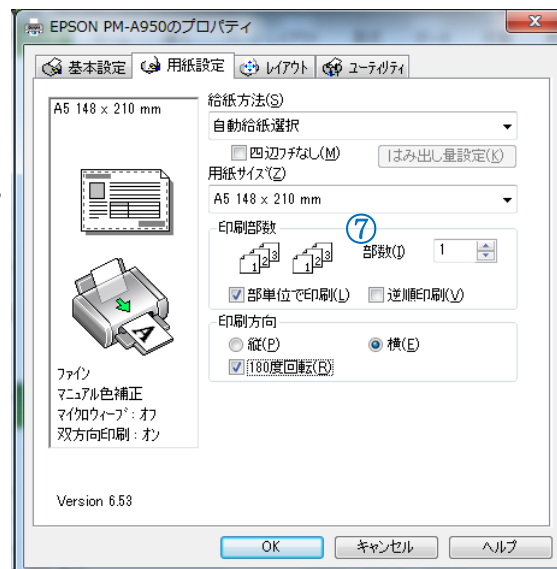 EPSON PM-A950のプロパティ
基本設定 用紙設定 レイアウト ユーティリティ
A5 148 x 210 mm
ファイン
マニュアル色補正
マイクロウィーブ：オフ
双方向印刷：オン
Version 6.53
給紙方法(S)
自動給紙選択
四辺フチなし(M) はみ出し量設定(K)
用紙サイズ(Z)
A5 148 x 210 mm
印刷部数 ⑦
1 2 3 1 2 3 部数(I) 1
部単位で印刷(L) 逆順印刷(V)
印刷方向
縦(P) 横(E)
180度回転(R)
OK キャンセル ヘルプ